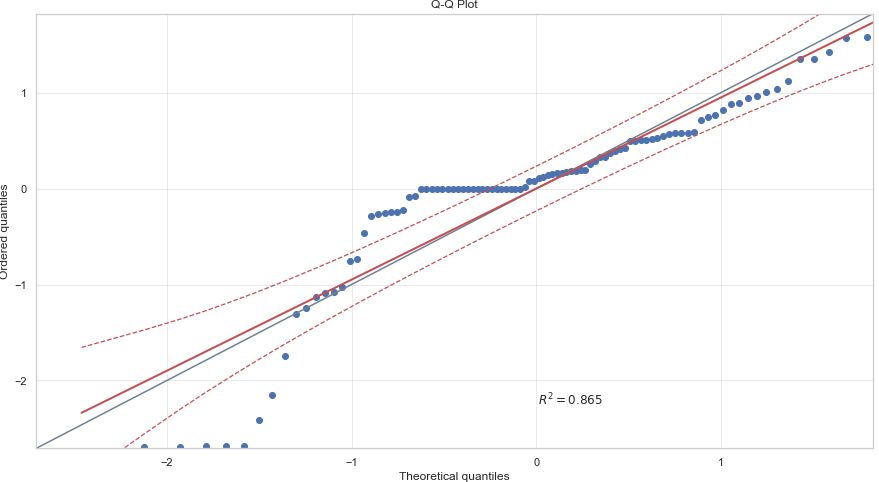 Q-Q Plot
Ordered quantiles
1
0
−1
−2
R² = 0.865
−2
−1
0
1
Theoretical quantiles